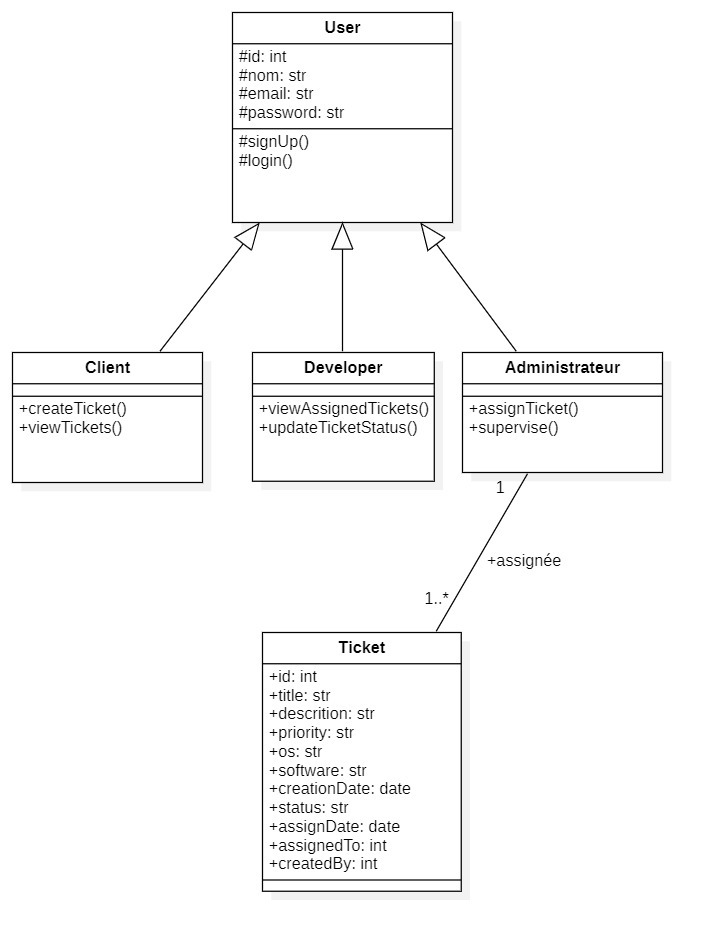 User
#id: int
#nom: str
#email: str
#password: str
#signUp()
#login()
Client
+createTicket()
+viewTickets()
Developer
+viewAssignedTickets()
+updateTicketStatus()
Administrateur
+assignTicket()
+supervise()
1
+assignée
1..*
Ticket
+id: int
+title: str
+descrition: str
+priority: str
+os: str
+software: str
+creationDate: date
+status: str
+assignDate: date
+assignedTo: int
+createdBy: int